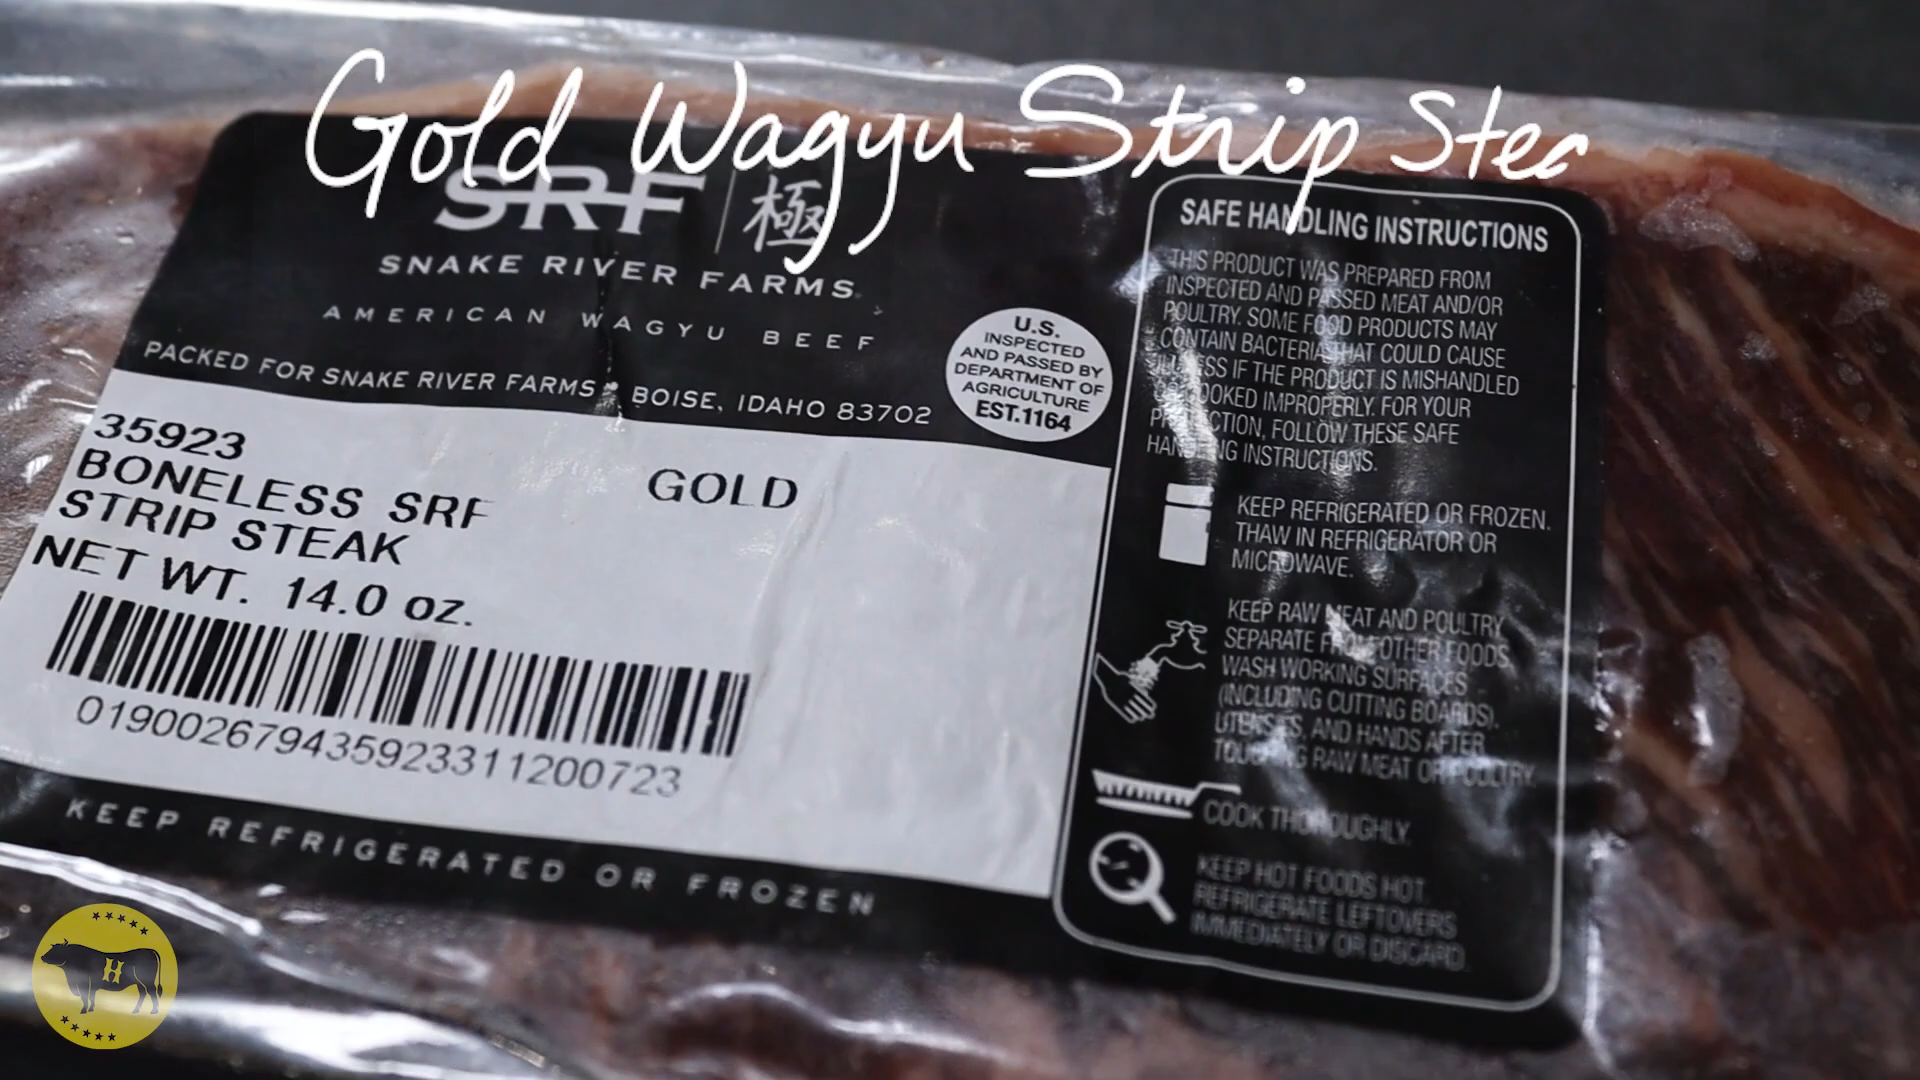 Gold Wagyu Strip Stea
SRF 極
SNAKE RIVER FARMS
AMERICAN WAGYU BEEF
PACKED FOR SNAKE RIVER FARMS • BOISE, IDAHO 83702
U.S.
INSPECTED
AND PASSED BY
DEPARTMENT OF
AGRICULTURE
EST.1164
35923
BONELESS SRF
STRIP STEAK
GOLD
NET WT. 14.0 oz.
01900267943592331120​0723
KEEP REFRIGERATED OR FROZEN
SAFE HANDLING INSTRUCTIONS
THIS PRODUCT WAS PREPARED FROM
INSPECTED AND PASSED MEAT AND/OR
POULTRY. SOME FOOD PRODUCTS MAY
CONTAIN BACTERIA THAT COULD CAUSE
ILLNESS IF THE PRODUCT IS MISHANDLED
OR COOKED IMPROPERLY. FOR YOUR
PROTECTION, FOLLOW THESE SAFE
HANDLING INSTRUCTIONS.
KEEP REFRIGERATED OR FROZEN.
THAW IN REFRIGERATOR OR
MICROWAVE.
KEEP RAW MEAT AND POULTRY
SEPARATE FROM OTHER FOODS.
WASH WORKING SURFACES
(INCLUDING CUTTING BOARDS),
UTENSILS, AND HANDS AFTER
TOUCHING RAW MEAT OR POULTRY.
COOK THOROUGHLY.
KEEP HOT FOODS HOT.
REFRIGERATE LEFTOVERS
IMMEDIATELY OR DISCARD.
H